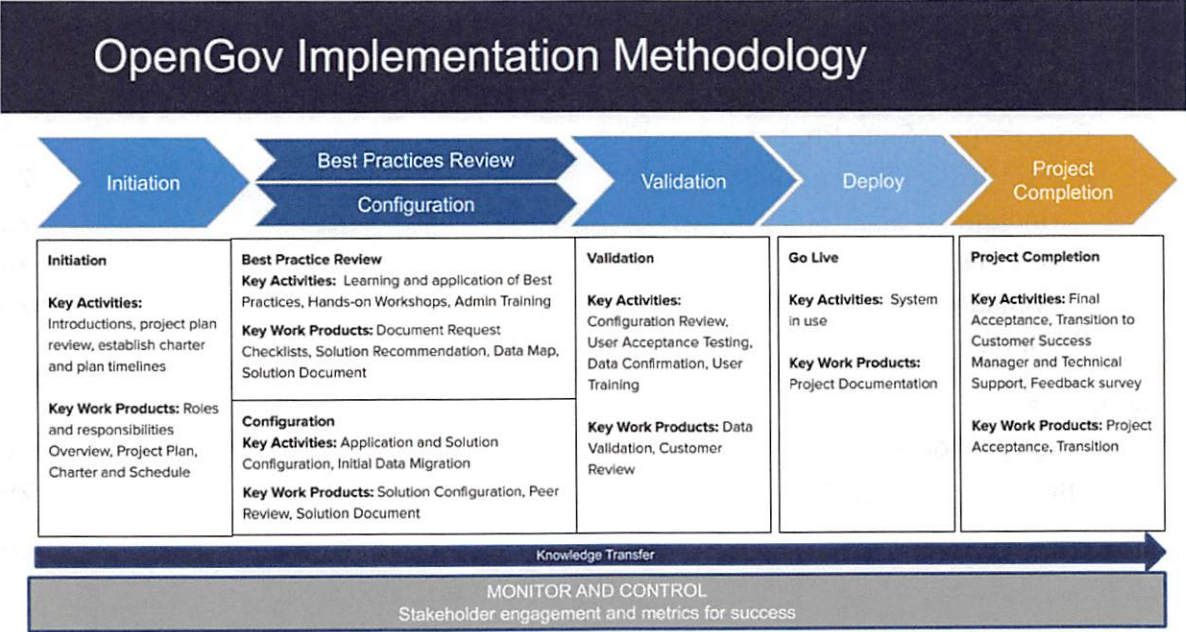 OpenGov Implementation Methodology
Initiation
Best Practices Review
Configuration
Validation
Deploy
Project
Completion
Initiation
Key Activities:
Introductions, project plan
review, establish charter
and plan timelines
Key Work Products: Roles
and responsibilities
Overview, Project Plan,
Charter and Schedule
Best Practice Review
Key Activities: Learning and application of Best
Practices, Hands-on Workshops, Admin Training
Key Work Products: Document Request
Checklists, Solution Recommendation, Data Map,
Solution Document
Configuration
Key Activities: Application and Solution
Configuration, Initial Data Migration
Key Work Products: Solution Configuration, Peer
Review, Solution Document
Validation
Key Activities:
Configuration Review,
User Acceptance Testing,
Data Confirmation, User
Training
Key Work Products: Data
Validation, Customer
Review
Go Live
Key Activities: System
in use
Key Work Products:
Project Documentation
Project Completion
Key Activities: Final
Acceptance, Transition to
Customer Success
Manager and Technical
Support, Feedback survey
Key Work Products: Project
Acceptance, Transition
Knowledge Transfer
MONITOR AND CONTROL
Stakeholder engagement and metrics for success